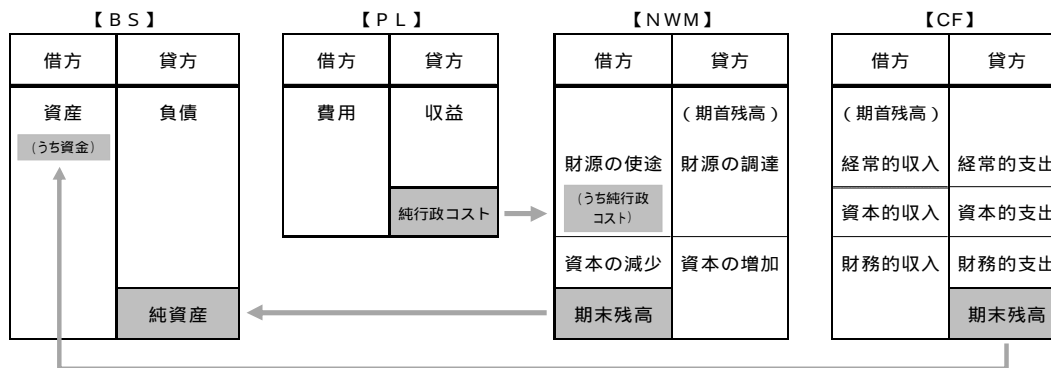 【BS】
借方 貸方
資産 負債
(うち資金)
純資産
【PL】
借方 貸方
費用 収益
純行政コスト
【NWM】
借方 貸方
(期首残高)
財源の使途 財源の調達
(うち純行政
コスト)
資本の減少 資本の増加
期末残高
【CF】
借方 貸方
(期首残高)
経常的収入 経常的支出
資本的収入 資本的支出
財務的収入 財務的支出
期末残高